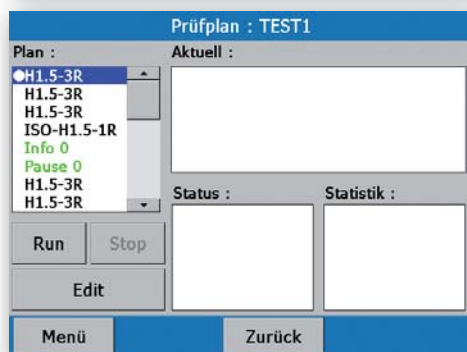 Prüfplan : TEST1
Plan :
H1.5-3R
H1.5-3R
H1.5-3R
ISO-H1.5-1R
Info 0
Pause 0
H1.5-3R
H1.5-3R
Aktuell :
Status :
Statistik :
Run
Stop
Edit
Menü
Zurück